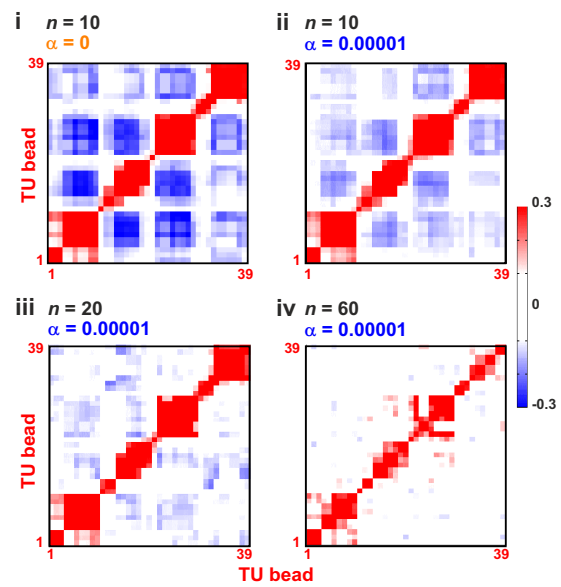 i n = 10
α = 0
39
TU bead
1
1 39
ii n = 10
α = 0.00001
39
1
1 39
0.3
0
-0.3
iii n = 20
α = 0.00001
39
TU bead
1
1 39
iv n = 60
α = 0.00001
39
1
1 39
TU bead